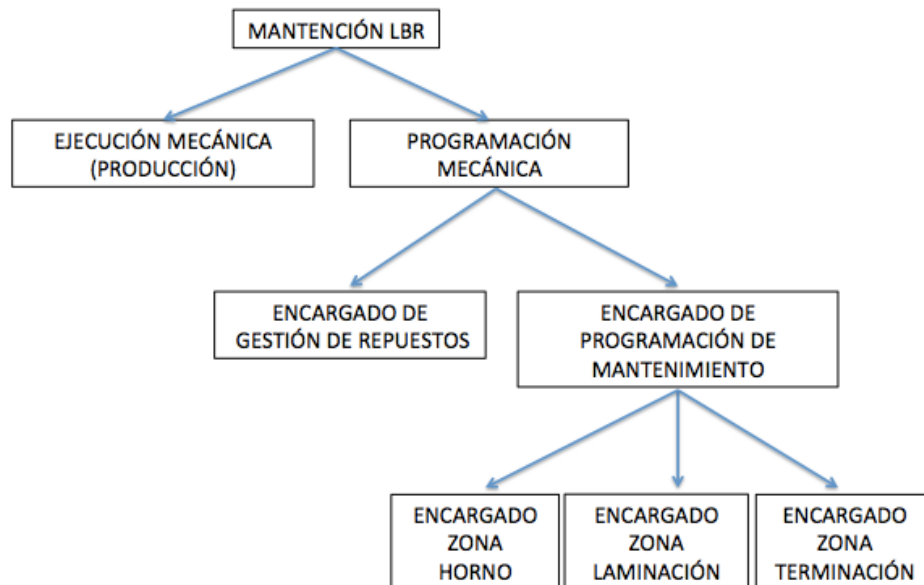 MANTENCIÓN LBR
EJECUCIÓN MECÁNICA
(PRODUCCIÓN)
PROGRAMACIÓN
MECÁNICA
ENCARGADO DE
GESTIÓN DE REPUESTOS
ENCARGADO DE
PROGRAMACIÓN DE
MANTENIMIENTO
ENCARGADO
ZONA
HORNO
ENCARGADO
ZONA
LAMINACIÓN
ENCARGADO
ZONA
TERMINACIÓN